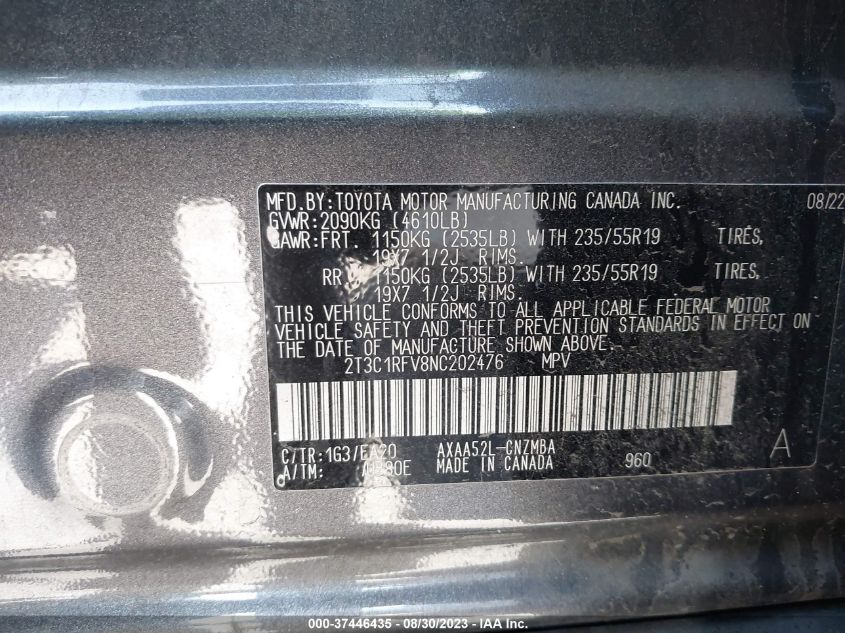 MFD.BY:TOYOTA MOTOR MANUFACTURING CANADA INC. 08/22
GVWR:2090KG (4610LB)
GAWR:FRT. 1150KG (2535LB) WITH 235/55R19 TIRES,
19X7 1/2J RIMS.
RR 1150KG (2535LB) WITH 235/55R19 TIRES,
19X7 1/2J RIMS.
THIS VEHICLE CONFORMS TO ALL APPLICABLE FEDERAL MOTOR
VEHICLE SAFETY AND THEFT PREVENTION STANDARDS IN EFFECT ON
THE DATE OF MANUFACTURE SHOWN ABOVE.
2T3C1RFV8NC202476 MPV
C/TR:1G3/EA20 AXAA52L-CNZMBA A
A/TM: MADE IN CANADA 960
000-37446435 - 08/30/2023 - IAA Inc.